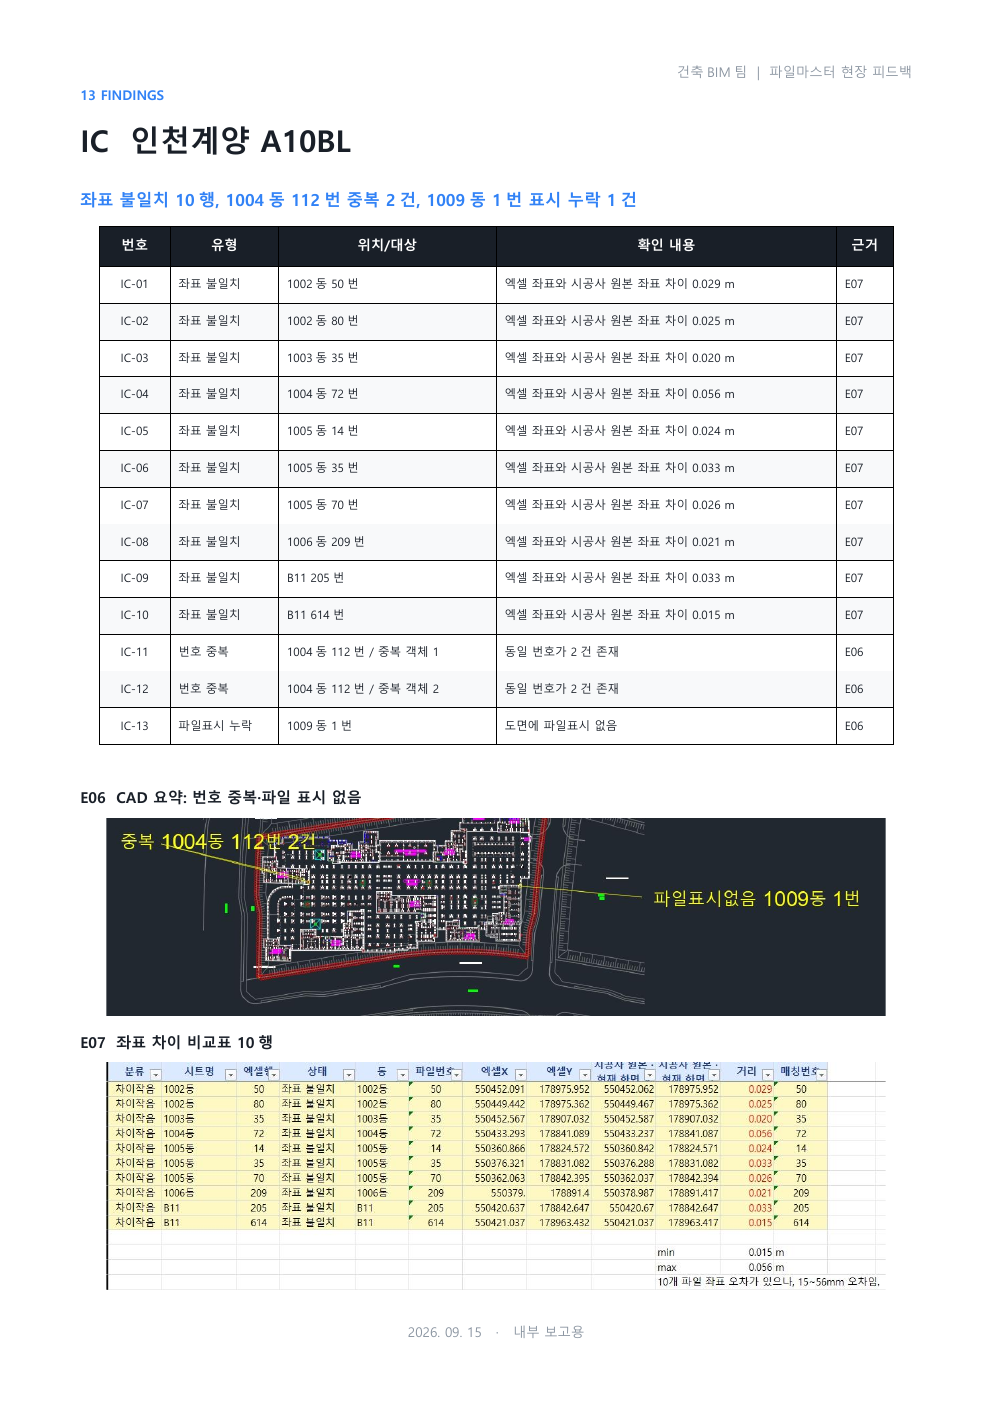 건축 BIM 팀 | 파일마스터 현장 피드백
13 FINDINGS
IC 인천계양 A10BL
좌표 불일치 10 행, 1004 동 112 번 중복 2 건, 1009 동 1 번 표시 누락 1 건
번호 유형 위치/대상 확인 내용 근거
IC-01 좌표 불일치 1002 동 50 번 엑셀 좌표와 시공사 원본 좌표 차이 0.029 m E07
IC-02 좌표 불일치 1002 동 80 번 엑셀 좌표와 시공사 원본 좌표 차이 0.025 m E07
IC-03 좌표 불일치 1003 동 35 번 엑셀 좌표와 시공사 원본 좌표 차이 0.020 m E07
IC-04 좌표 불일치 1004 동 72 번 엑셀 좌표와 시공사 원본 좌표 차이 0.056 m E07
IC-05 좌표 불일치 1005 동 14 번 엑셀 좌표와 시공사 원본 좌표 차이 0.024 m E07
IC-06 좌표 불일치 1005 동 35 번 엑셀 좌표와 시공사 원본 좌표 차이 0.033 m E07
IC-07 좌표 불일치 1005 동 70 번 엑셀 좌표와 시공사 원본 좌표 차이 0.026 m E07
IC-08 좌표 불일치 1006 동 209 번 엑셀 좌표와 시공사 원본 좌표 차이 0.021 m E07
IC-09 좌표 불일치 B11 205 번 엑셀 좌표와 시공사 원본 좌표 차이 0.033 m E07
IC-10 좌표 불일치 B11 614 번 엑셀 좌표와 시공사 원본 좌표 차이 0.015 m E07
IC-11 번호 중복 1004 동 112 번 / 중복 객체 1 동일 번호가 2 건 존재 E06
IC-12 번호 중복 1004 동 112 번 / 중복 객체 2 동일 번호가 2 건 존재 E06
IC-13 파일표시 누락 1009 동 1 번 도면에 파일표시 없음 E06
E06 CAD 요약: 번호 중복·파일 표시 없음
중복 1004동 112번 2건
파일표시없음 1009동 1번
E07 좌표 차이 비교표 10 행
분류 시트명 엑셀 상태 동 파일번호 엑셀X 엑셀Y 시공사 원본 · 현재 화면 시공사 원본 · 현재 화면 거리 매칭번호
차이작음 1002동 50 좌표 불일치 1002동 50 550452.091 178975.952 550452.062 178975.952 0.029 50
차이작음 1002동 80 좌표 불일치 1002동 80 550449.442 178975.362 550449.467 178975.362 0.025 80
차이작음 1003동 35 좌표 불일치 1003동 35 550452.567 178907.032 550452.587 178907.032 0.020 35
차이작음 1004동 72 좌표 불일치 1004동 72 550433.293 178841.089 550433.237 178841.087 0.056 72
차이작음 1005동 14 좌표 불일치 1005동 14 550360.866 178824.572 550360.842 178824.571 0.024 14
차이작음 1005동 35 좌표 불일치 1005동 35 550376.321 178831.082 550376.288 178831.082 0.033 35
차이작음 1005동 70 좌표 불일치 1005동 70 550362.063 178842.395 550362.037 178842.394 0.026 70
차이작음 1006동 209 좌표 불일치 1006동 209 550379. 178891.4 550378.987 178891.417 0.021 209
차이작음 B11 205 좌표 불일치 B11 205 550420.637 178842.647 550420.67 178842.647 0.033 205
차이작음 B11 614 좌표 불일치 B11 614 550421.037 178963.432 550421.037 178963.417 0.015 614
min 0.015 m
max 0.056 m
10개 파일 좌표 오차가 있으나, 15~56mm 오차임.
2026. 09. 15 · 내부 보고용